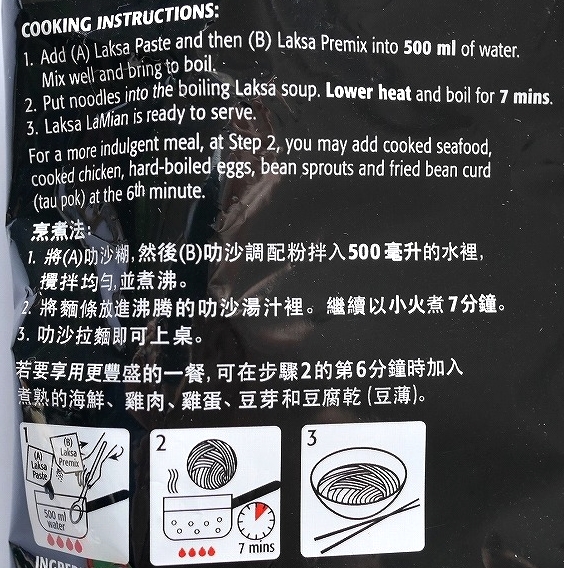 COOKING INSTRUCTIONS:
1. Add (A) Laksa Paste and then (B) Laksa Premix into 500 ml of water.
Mix well and bring to boil.
2. Put noodles into the boiling Laksa soup. Lower heat and boil for 7 mins.
3. Laksa LaMian is ready to serve.
For a more indulgent meal, at Step 2, you may add cooked seafood,
cooked chicken, hard-boiled eggs, bean sprouts and fried bean curd
(tau pok) at the 6th minute.
烹煮法:
1. 將(A)叻沙糊,然後(B)叻沙調配粉拌入500毫升的水裡,
攪拌均勻,並煮沸。
2. 將麵條放進沸騰的叻沙湯汁裡。繼續以小火煮7分鐘。
3. 叻沙拉麵即可上桌。
若要享用更豐盛的一餐,可在步驟2的第6分鐘時加入
煮熟的海鮮、雞肉、雞蛋、豆芽和豆腐乾(豆薄)。
1
(A)
Laksa
Paste
(B)
Laksa
Premix
500 ml
water
2
7 mins
3